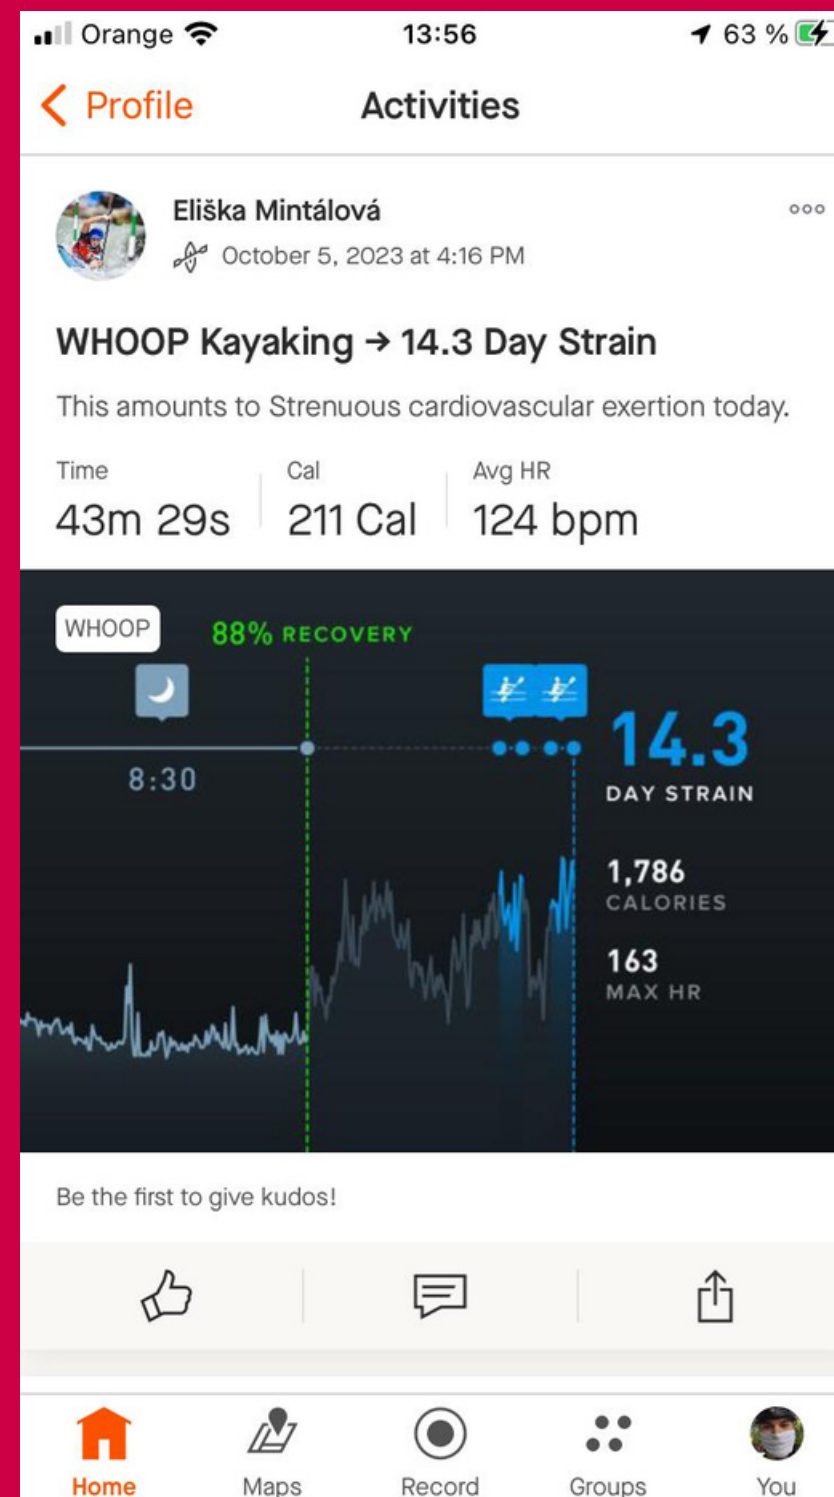 Orange 13:56 63 %
Profile Activities
Eliška Mintálová
October 5, 2023 at 4:16 PM
WHOOP Kayaking → 14.3 Day Strain
This amounts to Strenuous cardiovascular exertion today.
Time Cal Avg HR
43m 29s 211 Cal 124 bpm
WHOOP 88% RECOVERY
14.3
8:30
DAY STRAIN
1,786
CALORIES
163
MAX HR
Be the first to give kudos!
Home Maps Record Groups You